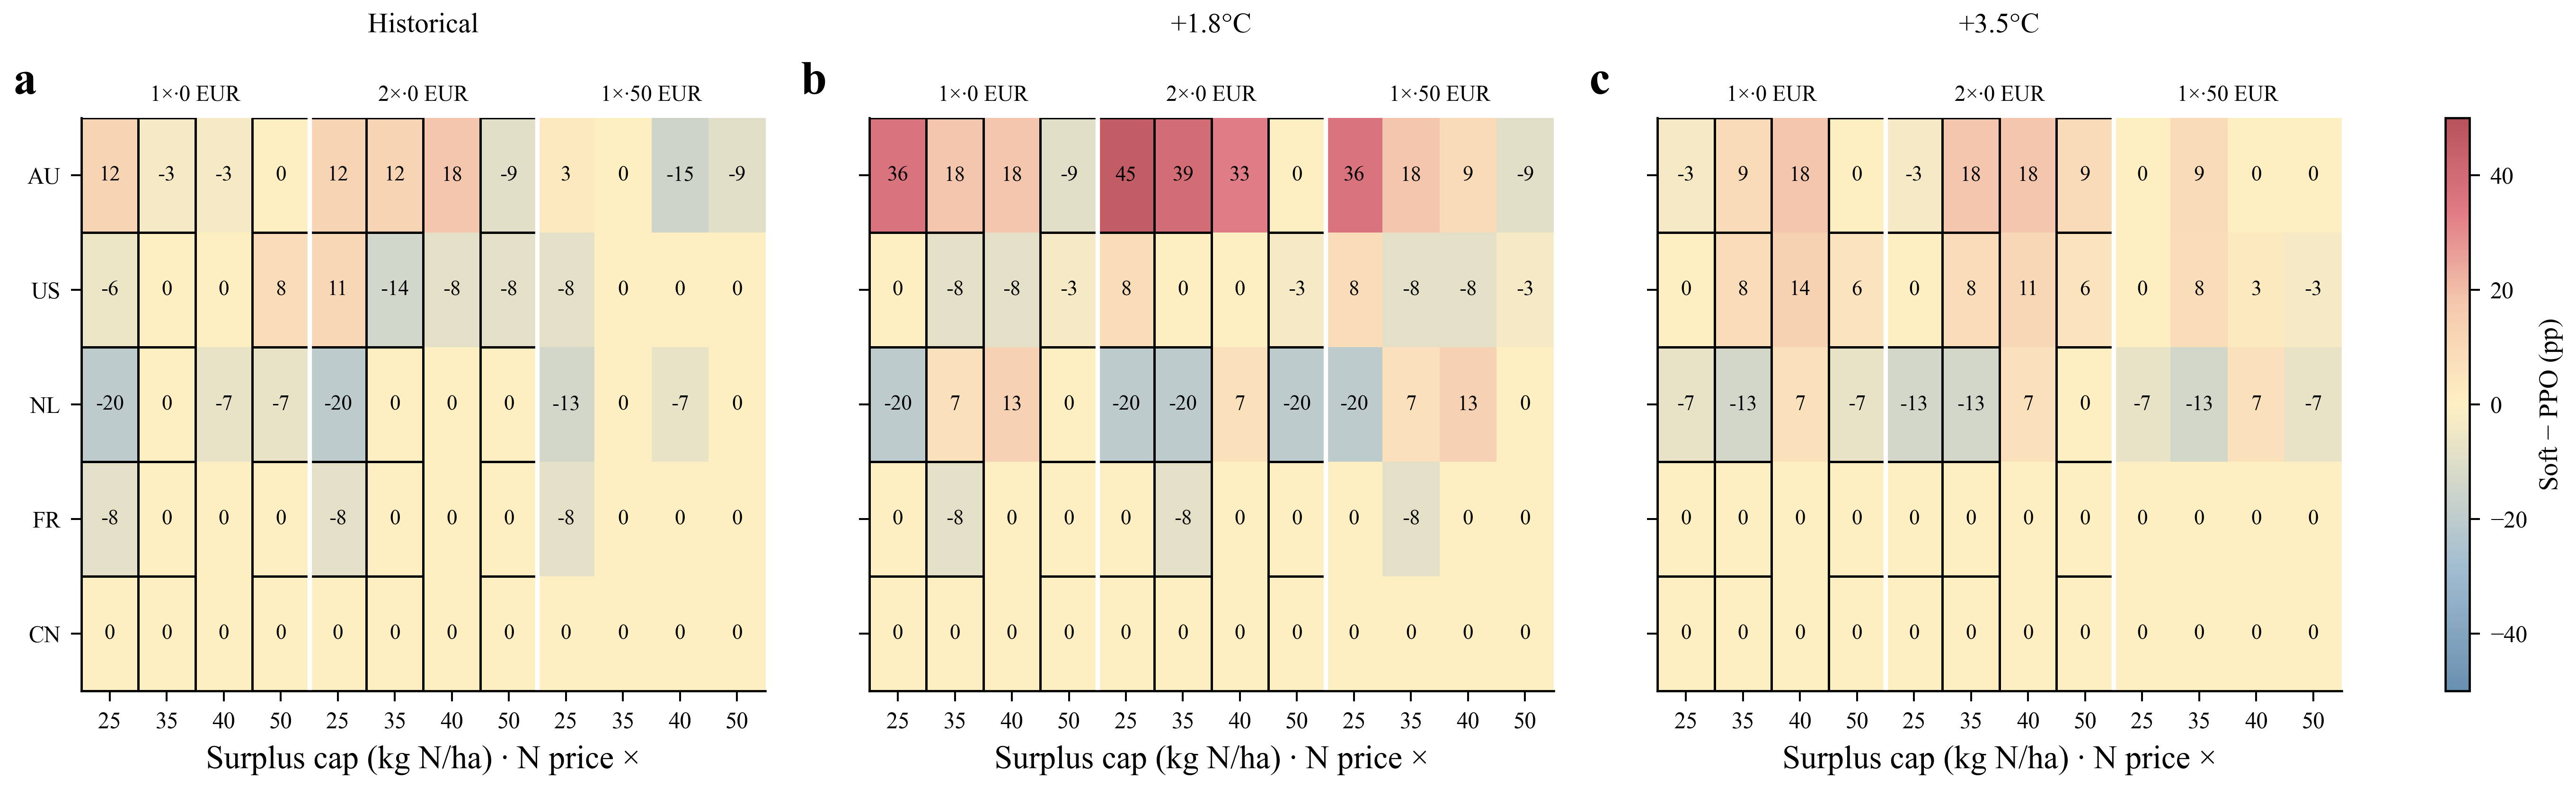 Historical +1.8°C +3.5°C
a b c
1×·0 EUR 2×·0 EUR 1×·50 EUR 1×·0 EUR 2×·0 EUR 1×·50 EUR 1×·0 EUR 2×·0 EUR 1×·50 EUR
AU 12 -3 -3 0 12 12 18 -9 3 0 -15 -9 36 18 18 -9 45 39 33 0 36 18 9 -9 -3 9 18 0 -3 18 18 9 0 9 0 0
US -6 0 0 8 11 -14 -8 -8 -8 0 0 0 0 -8 -8 -3 8 0 0 -3 8 -8 -8 -3 0 8 14 6 0 8 11 6 0 8 3 -3
NL -20 0 -7 -7 -20 0 0 0 -13 0 -7 0 -20 7 13 0 -20 -20 7 -20 -20 7 13 0 -7 -13 7 -7 -13 -13 7 0 -7 -13 7 -7
FR -8 0 0 0 -8 0 0 0 -8 0 0 0 0 -8 0 0 0 -8 0 0 0 -8 0 0 0 0 0 0 0 0 0 0 0 0 0 0
CN 0 0 0 0 0 0 0 0 0 0 0 0 0 0 0 0 0 0 0 0 0 0 0 0 0 0 0 0 0 0 0 0 0 0 0 0
25 35 40 50 25 35 40 50 25 35 40 50 25 35 40 50 25 35 40 50 25 35 40 50 25 35 40 50 25 35 40 50 25 35 40 50
Surplus cap (kg N/ha) · N price × Surplus cap (kg N/ha) · N price × Surplus cap (kg N/ha) · N price ×
40
20
0
−20
−40
Soft − PPO (pp)